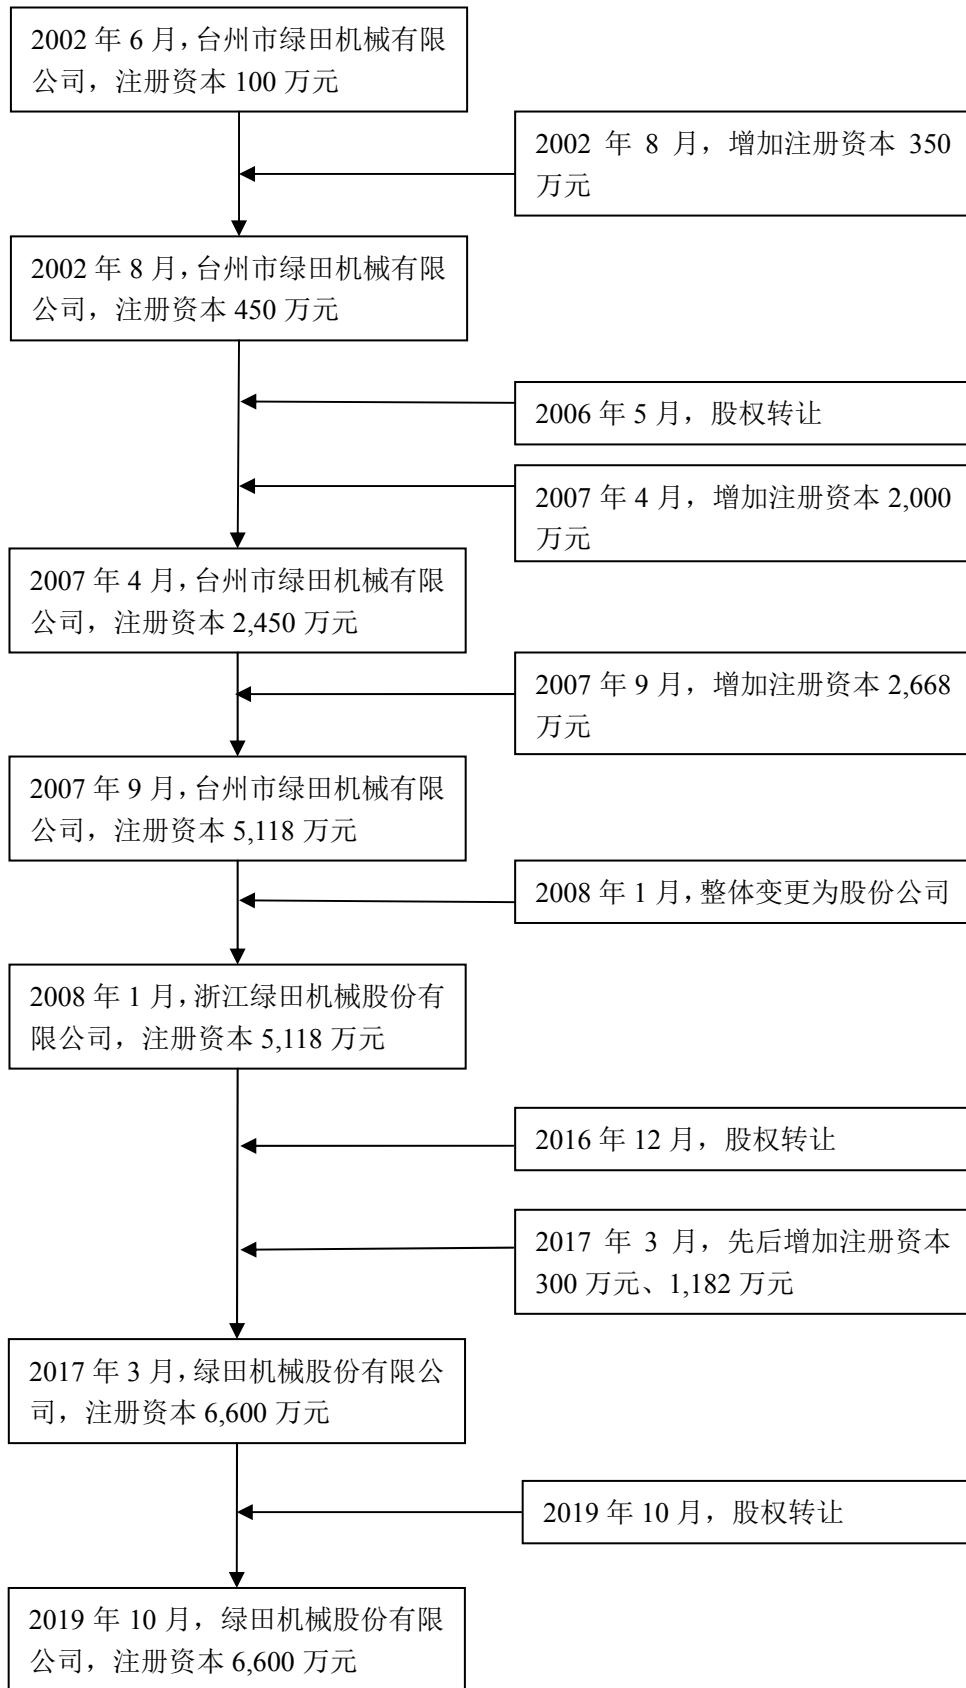 2002 年 6 月，台州市绿田机械有限
公司，注册资本 100 万元
2002 年 8 月，增加注册资本 350
万元
2002 年 8 月，台州市绿田机械有限
公司，注册资本 450 万元
2006 年 5 月，股权转让
2007 年 4 月，增加注册资本 2,000
万元
2007 年 4 月，台州市绿田机械有限
公司，注册资本 2,450 万元
2007 年 9 月，增加注册资本 2,668
万元
2007 年 9 月，台州市绿田机械有限
公司，注册资本 5,118 万元
2008 年 1 月，整体变更为股份公司
2008 年 1 月，浙江绿田机械股份有
限公司，注册资本 5,118 万元
2016 年 12 月，股权转让
2017 年 3 月，先后增加注册资本
300 万元、1,182 万元
2017 年 3 月，绿田机械股份有限公
司，注册资本 6,600 万元
2019 年 10 月，股权转让
2019 年 10 月，绿田机械股份有限
公司，注册资本 6,600 万元